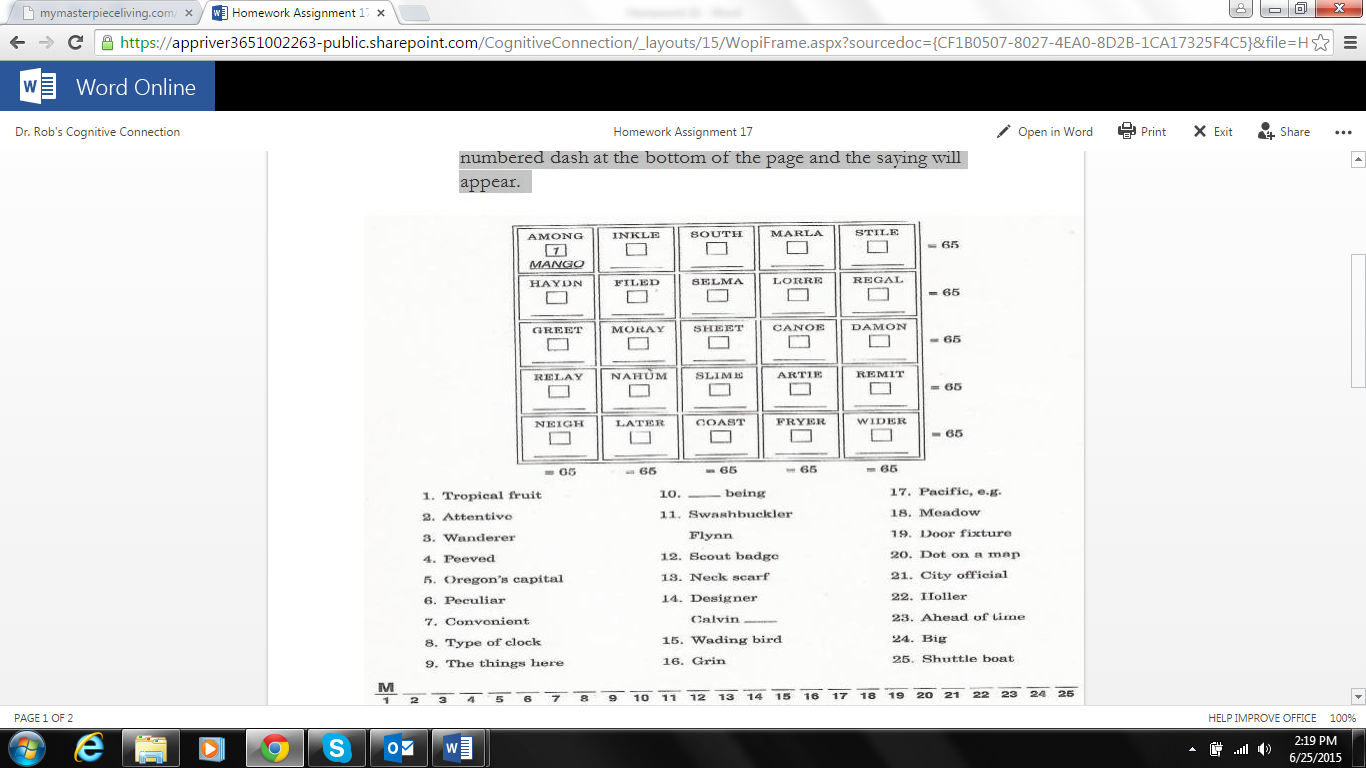 mymasterpieceliving.com/
Homework Assignment 17
https://appriver3651002263-public.sharepoint.com/CognitiveConnection/_layouts/15/WopiFrame.aspx?sourcedoc={CF1B0507-8027-4EA0-8D2B-1CA17325F4C5}&file=H
Word Online
Dr. Rob's Cognitive Connection
Homework Assignment 17
Open in Word
Print
Exit
Share
numbered dash at the bottom of the page and the saying will
appear.
AMONG INKLE SOUTH MARLA STILE
1 = 65
MANGO
HAYDN FILED SELMA LORRE REGAL
= 65
GREET MORAY SHEET CANOE DAMON
= 65
RELAY NAHUM SLIME ARTIE REMIT
= 65
NEIGH LATER COAST FRYER WIDER
= 65
= 65 = 65 = 65 = 65 = 65
1. Tropical fruit
2. Attentive
3. Wanderer
4. Peeved
5. Oregon's capital
6. Peculiar
7. Convenient
8. Type of clock
9. The things here
10. ____ being
11. Swashbuckler
Flynn
12. Scout badge
13. Neck scarf
14. Designer
Calvin ____
15. Wading bird
16. Grin
17. Pacific, e.g.
18. Meadow
19. Door fixture
20. Dot on a map
21. City official
22. Holler
23. Ahead of time
24. Big
25. Shuttle boat
M
1 2 3 4 5 6 7 8 9 10 11 12 13 14 15 16 17 18 19 20 21 22 23 24 25
PAGE 1 OF 2
HELP IMPROVE OFFICE 100%
2:19 PM
6/25/2015